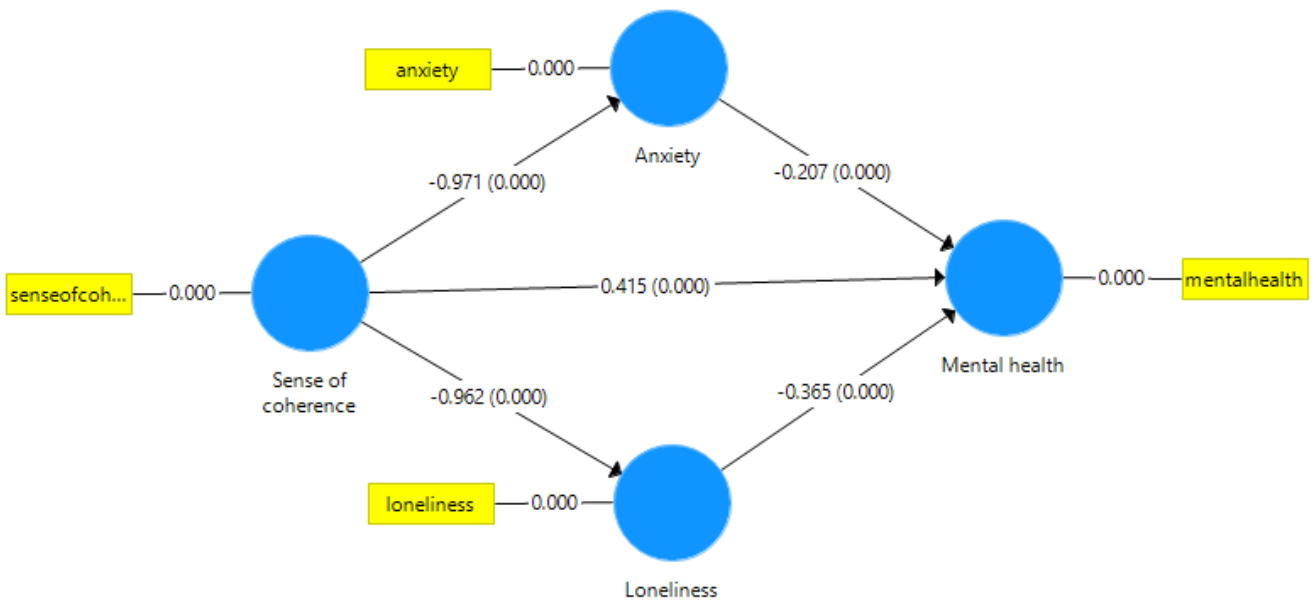 anxiety
0.000
Anxiety
-0.971 (0.000)
-0.207 (0.000)
senseofcoh...
0.000
Sense of
coherence
0.415 (0.000)
0.000
mentalhealth
Mental health
-0.962 (0.000)
-0.365 (0.000)
loneliness
0.000
Loneliness